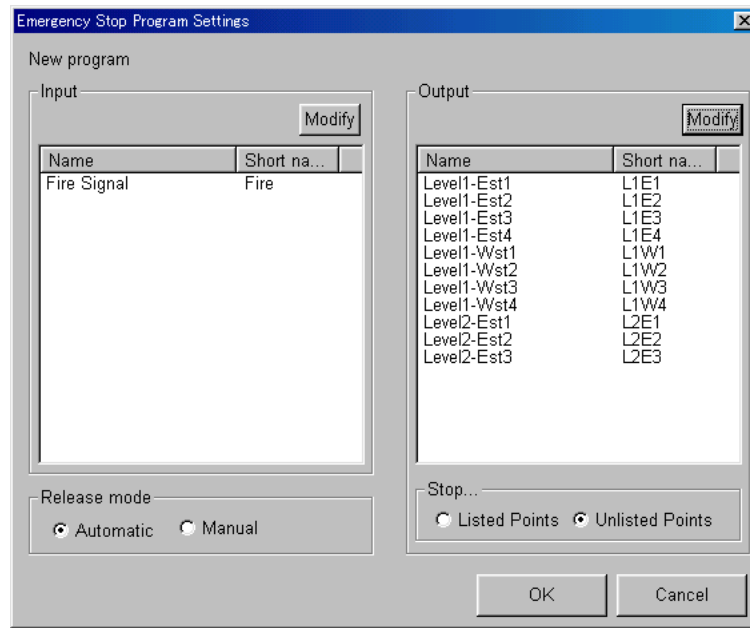 Emergency Stop Program Settings
New program
Input
Modify
Name Short na...
Fire Signal Fire
Release mode
Automatic Manual
Output
Modify
Name Short na...
Level1-Est1 L1E1
Level1-Est2 L1E2
Level1-Est3 L1E3
Level1-Est4 L1E4
Level1-Wst1 L1W1
Level1-Wst2 L1W2
Level1-Wst3 L1W3
Level1-Wst4 L1W4
Level2-Est1 L2E1
Level2-Est2 L2E2
Level2-Est3 L2E3
Stop...
Listed Points Unlisted Points
OK Cancel